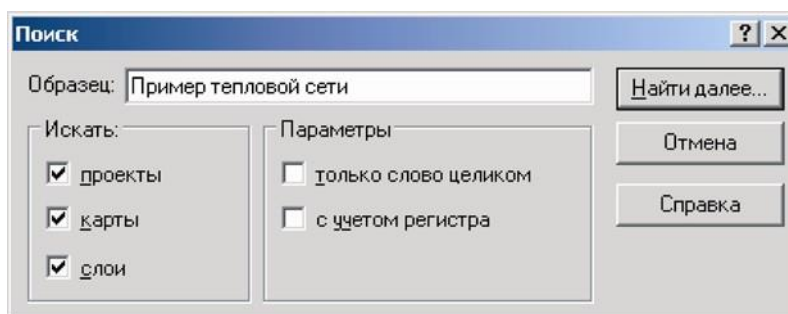 Поиск
Образец: Пример тепловой сети
Найти далее...
Искать:
Параметры
Отмена
проекты
только слово целиком
карты
с учетом регистра
Справка
слои